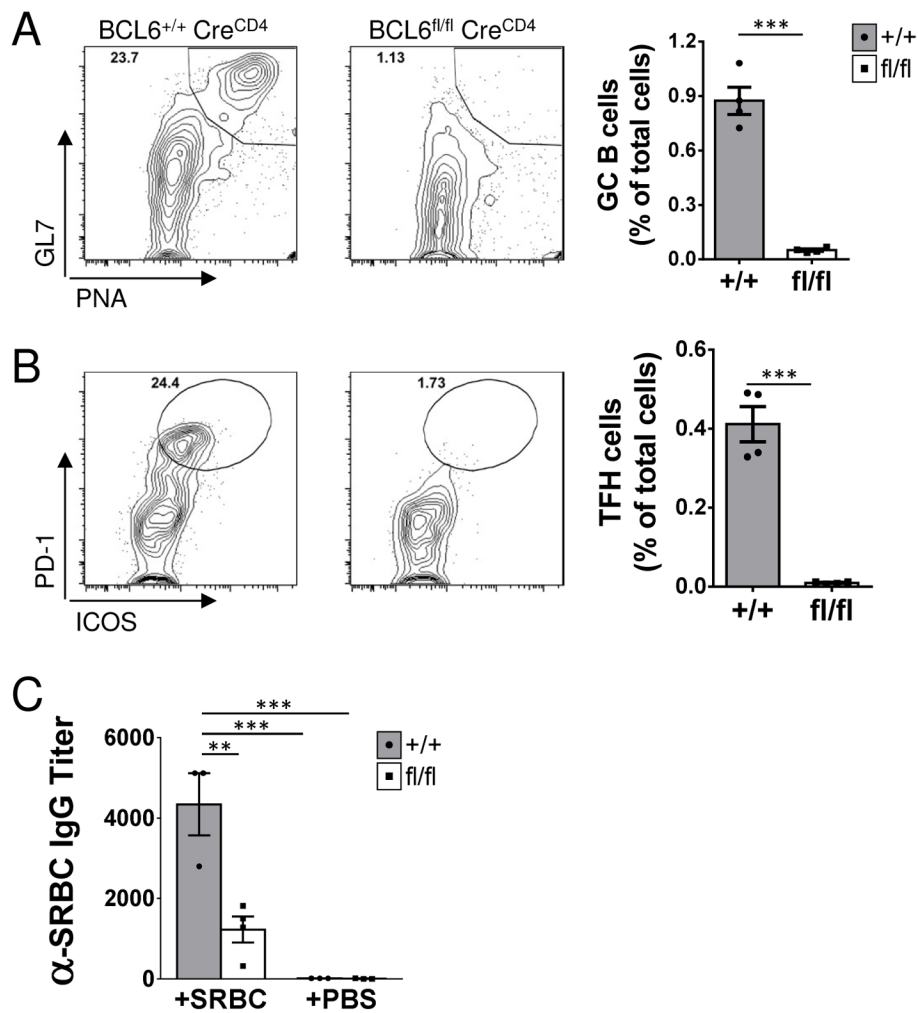 A
BCL6+/+ CreCD4
BCL6fl/fl CreCD4
23.7
1.13
GL7
PNA
GC B cells
(% of total cells)
1.2
0.9
0.6
0.3
0.0
***
+/+
fl/fl
+/+
fl/fl
B
24.4
1.73
PD-1
ICOS
TFH cells
(% of total cells)
0.6
0.4
0.2
0.0
***
+/+
fl/fl
C
α-SRBC IgG Titer
6000
4000
2000
0
***
***
**
+/+
fl/fl
+SRBC
+PBS